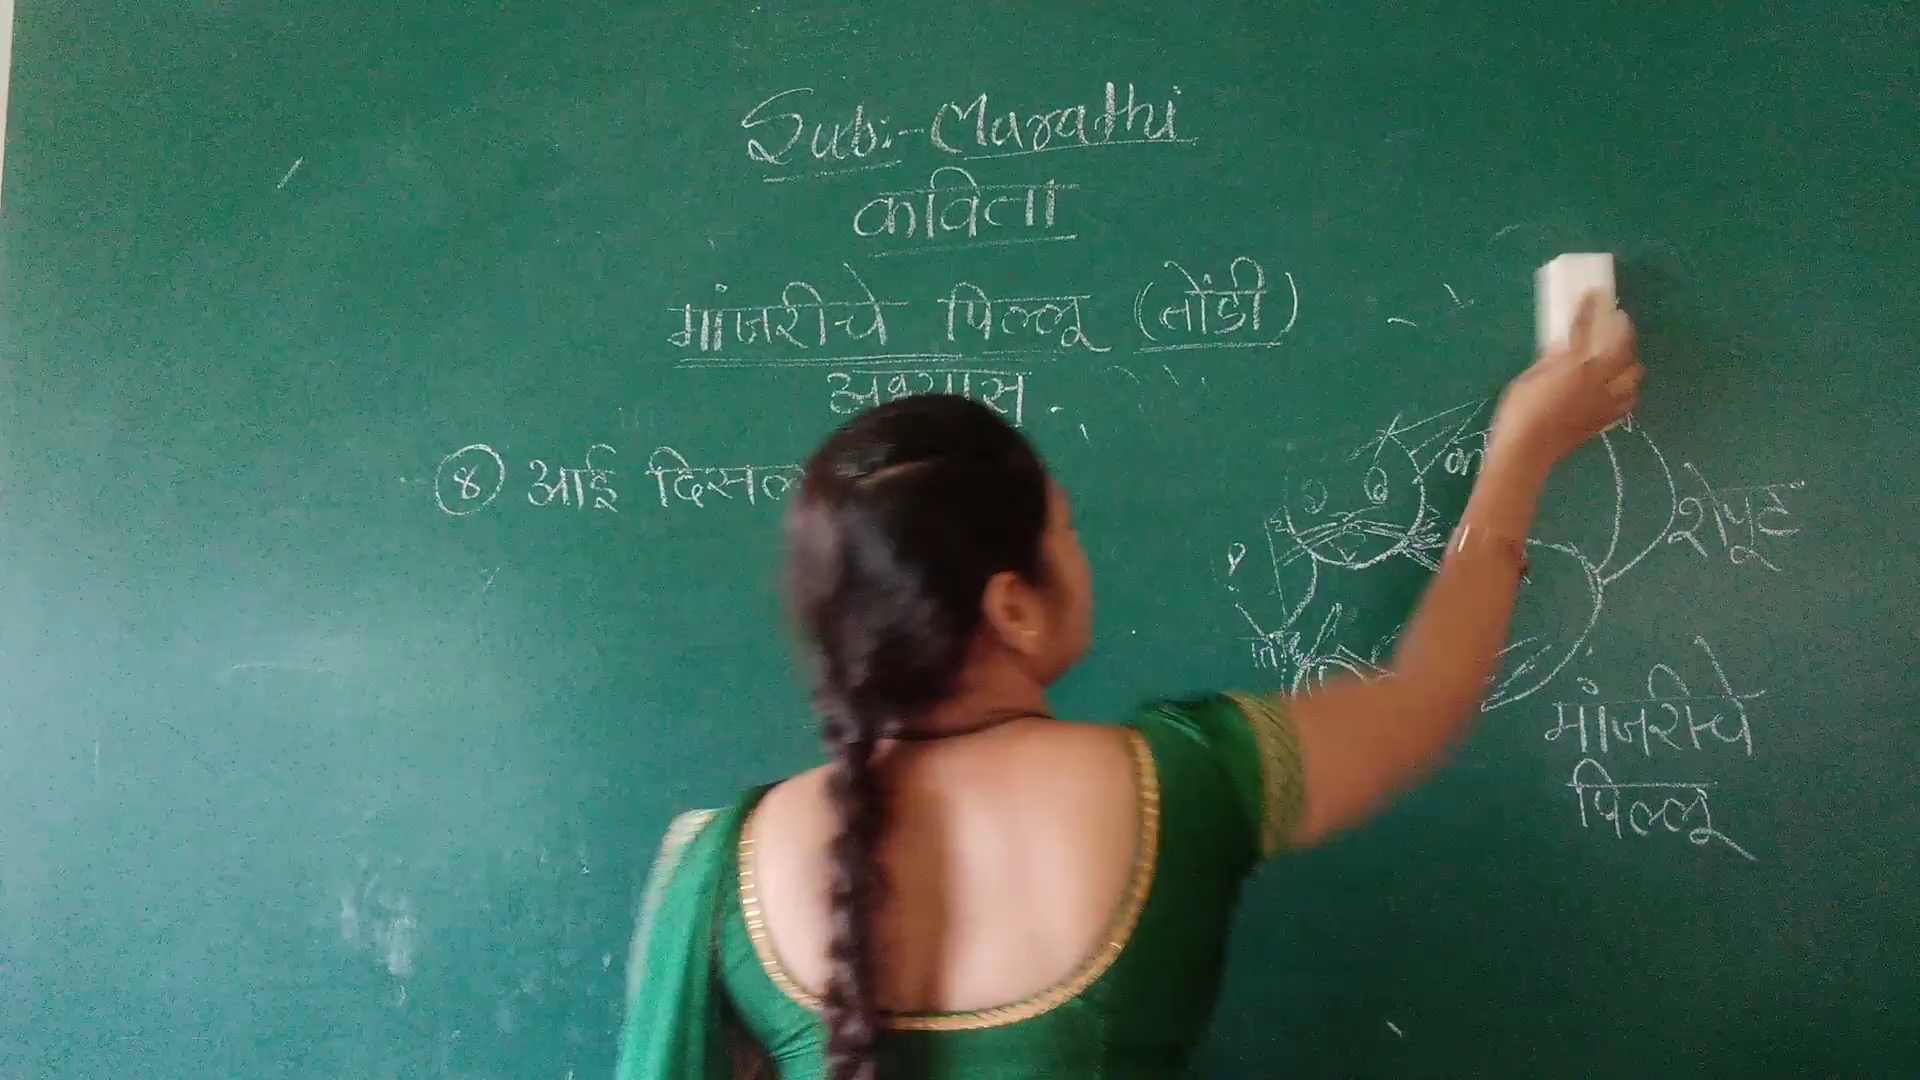 Sub:- Marathi
कविता
मांजरीचे पिल्लू (तोंडी)
अभ्यास
४ आई दिसल
शेपूट
मांजरीचे
पिल्लू